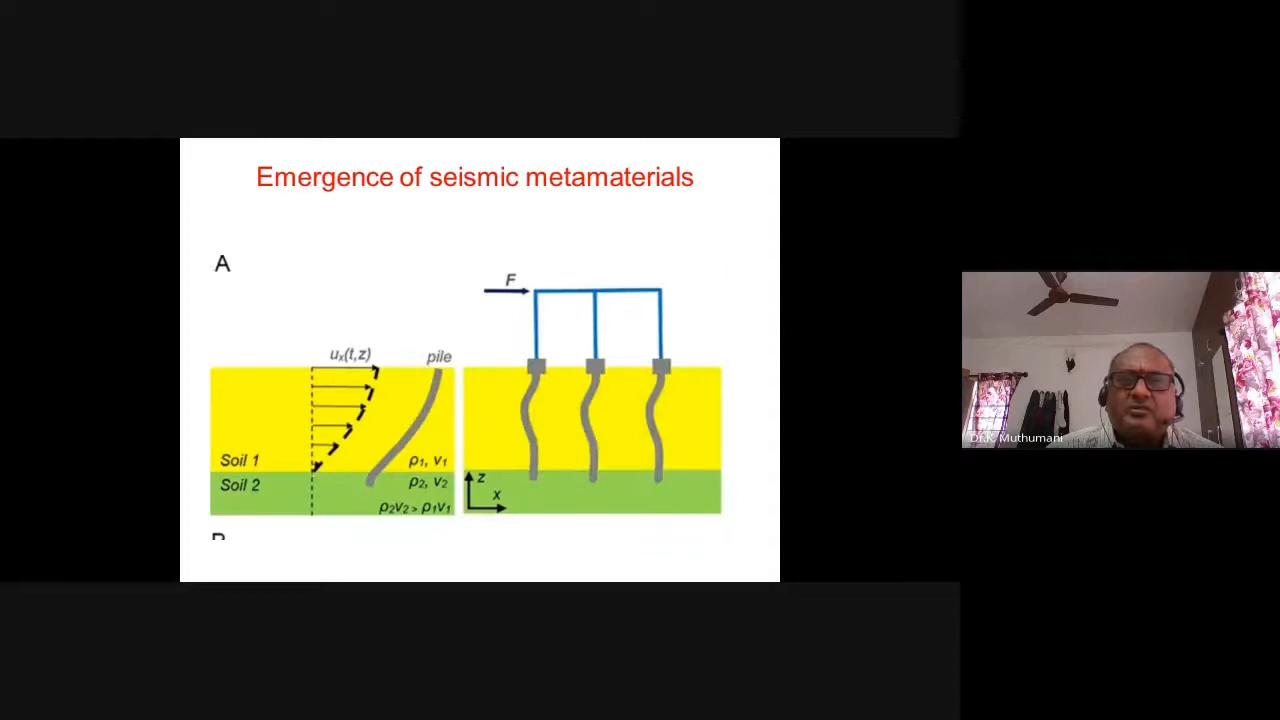 Emergence of seismic metamaterials
A
F
uₓ(t,z)
pile
Soil 1
ρ₁, v₁
Soil 2
ρ₂, v₂
ρ₂v₂ > ρ₁v₁
z
x
B
Dr.K. Muthumani